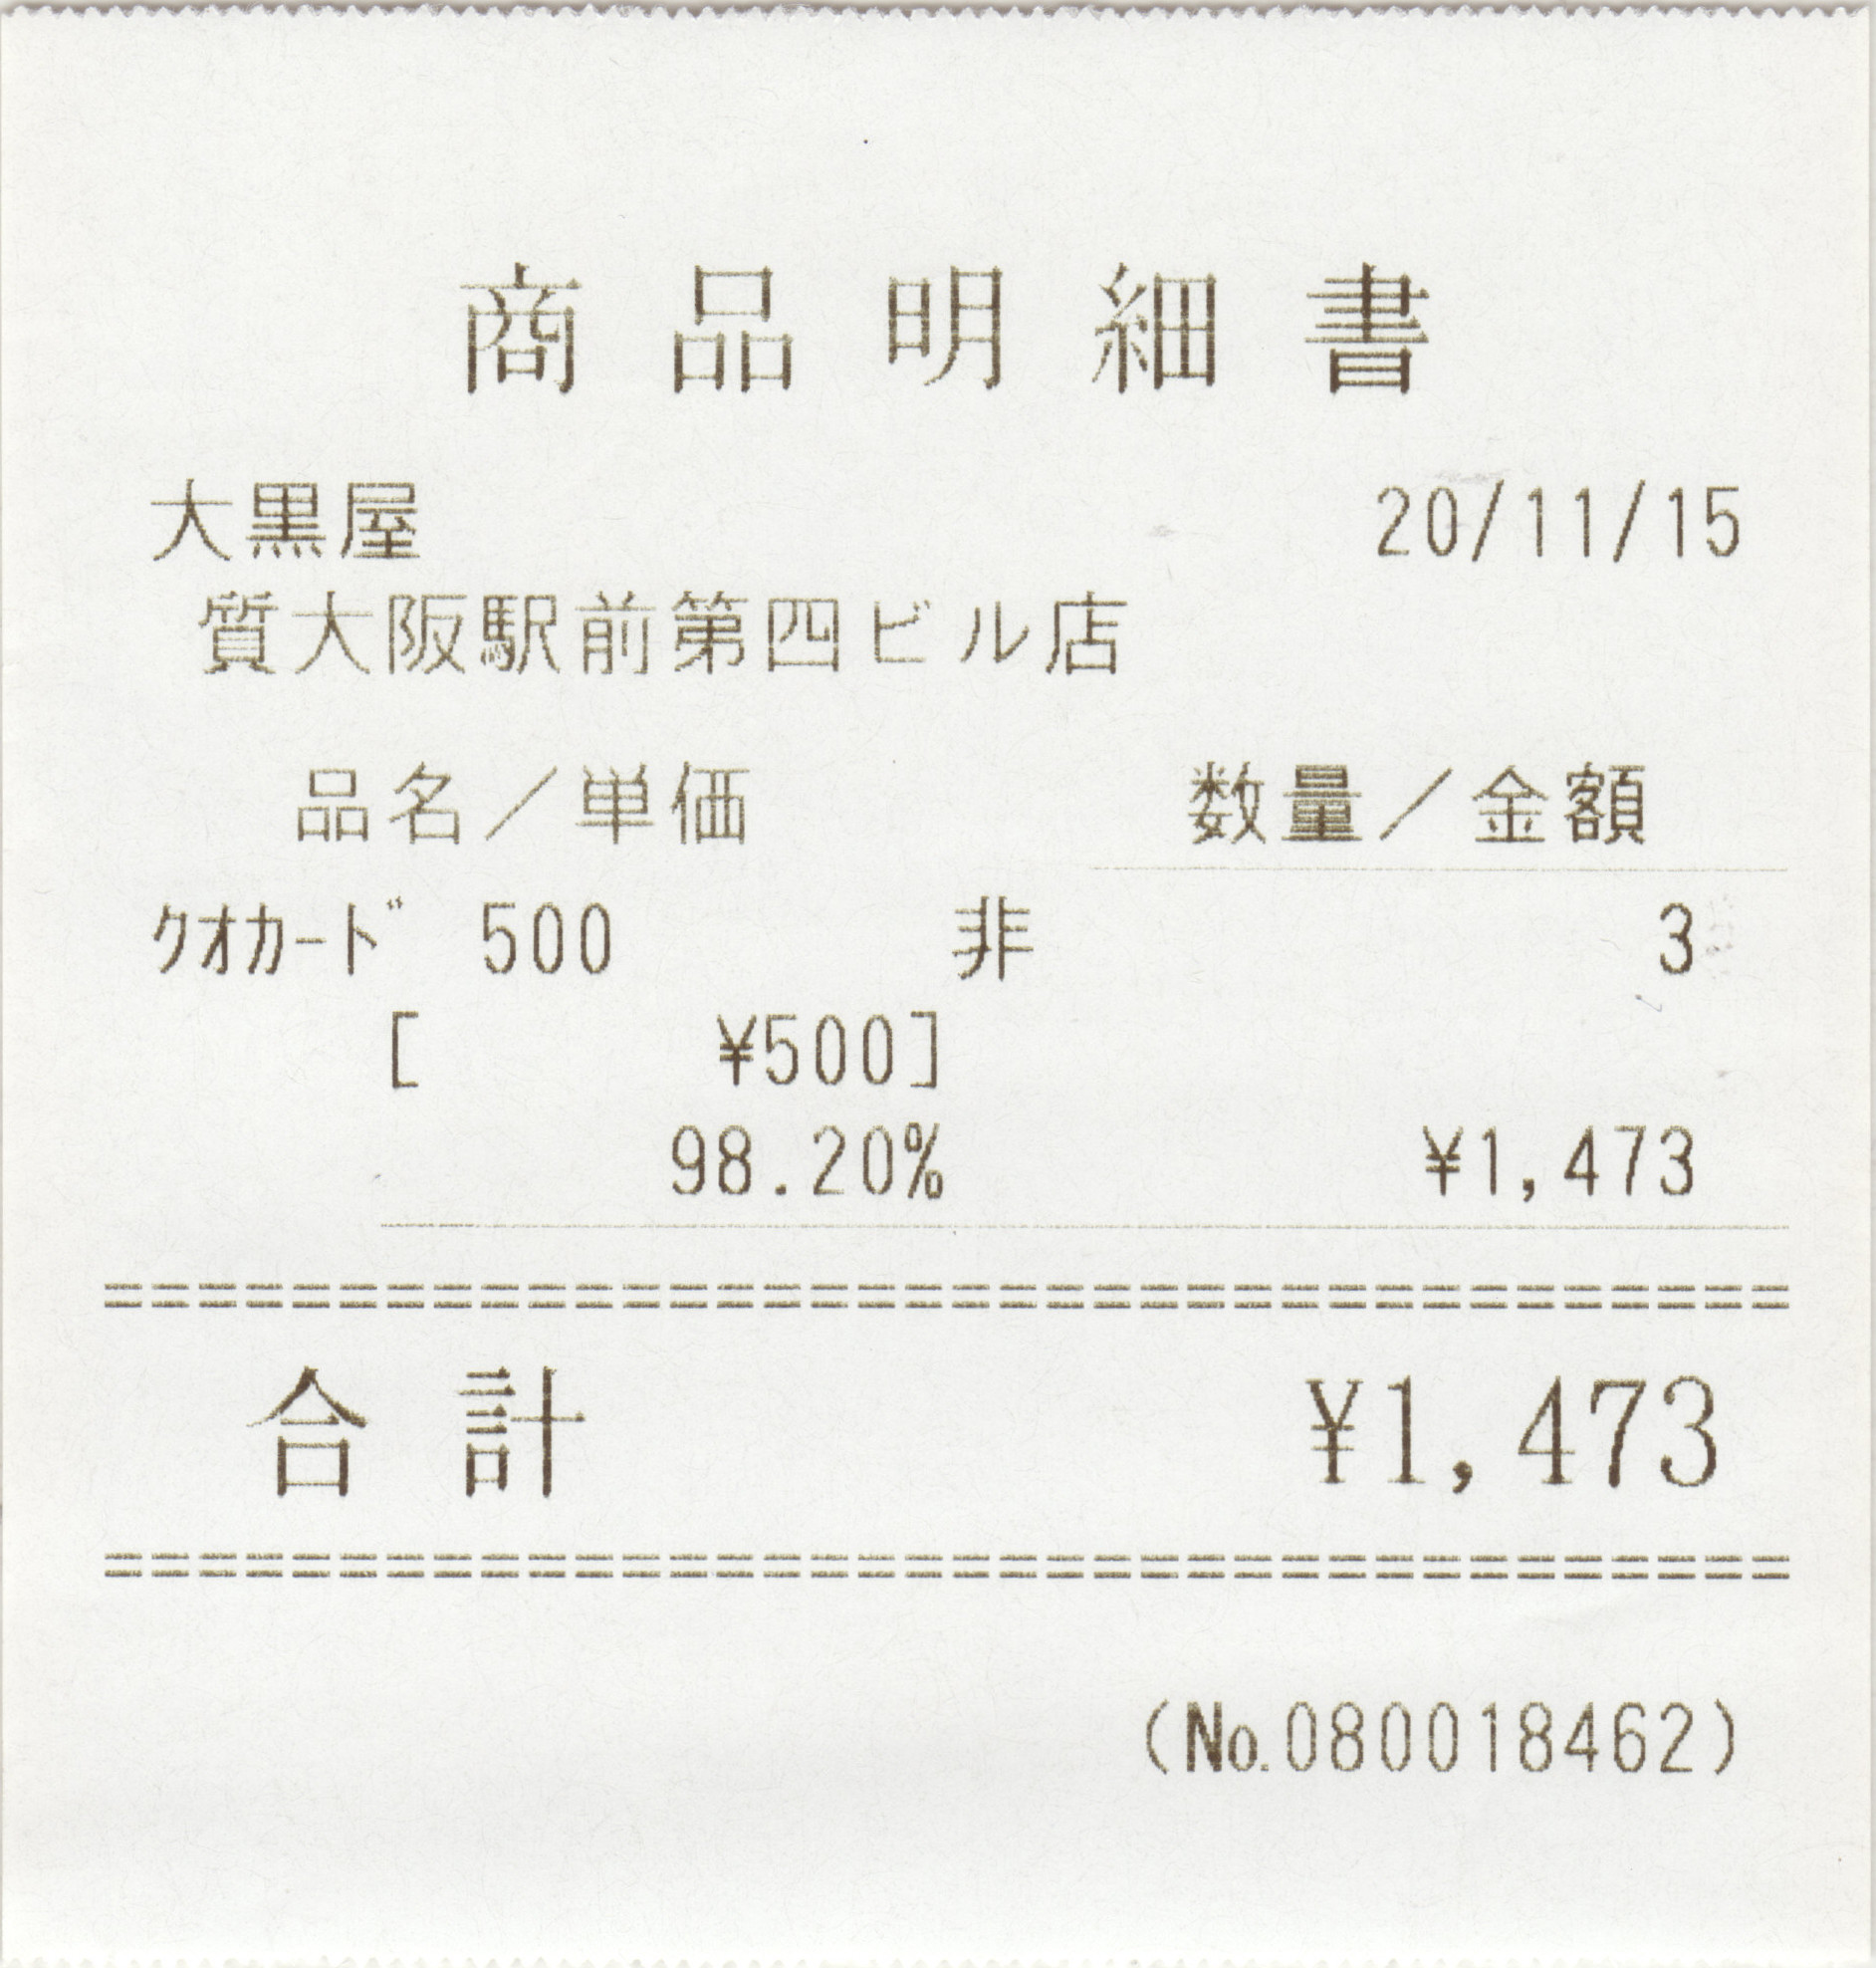 商品明細書
大黒屋 20/11/15
質大阪駅前第四ビル店
品名／単価 数量／金額
ｸｵｶｰﾄﾞ 500 非 3
[ ¥500]
98.20% ¥1,473
================================== 
合計 ¥1,473
==================================
(No.080018462)